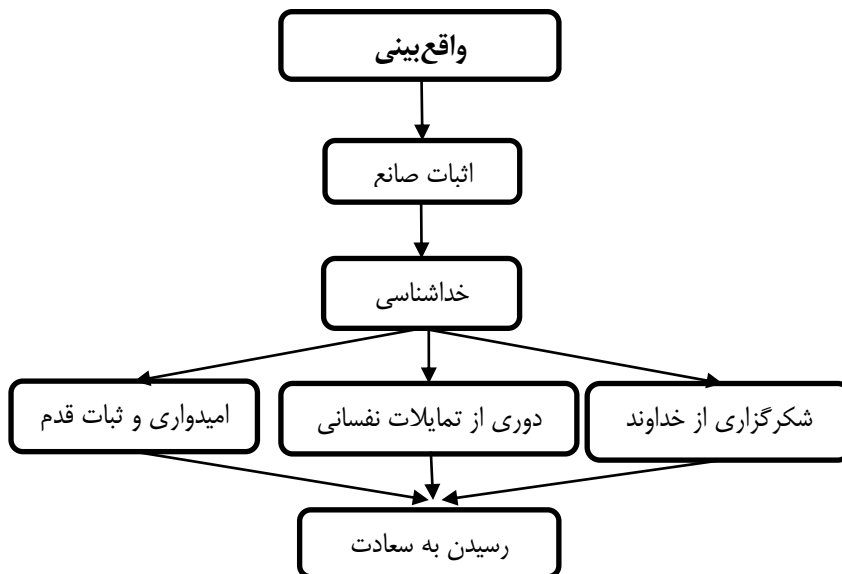 واقع‌بینی
اثبات صانع
خداشناسی
شکرگزاری از خداوند
دوری از تمایلات نفسانی
امیدواری و ثبات قدم
رسیدن به سعادت